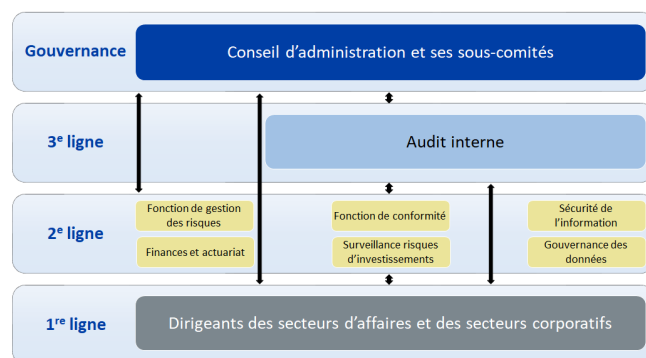 Gouvernance
Conseil d’administration et ses sous-comités
3e ligne
Audit interne
2e ligne
Fonction de gestion
des risques
Fonction de conformité
Sécurité de
l’information
Finances et actuariat
Surveillance risques
d’investissements
Gouvernance des
données
1re ligne
Dirigeants des secteurs d’affaires et des secteurs corporatifs